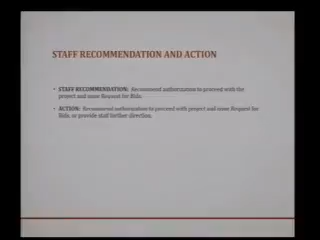 STAFF RECOMMENDATION AND ACTION
• STAFF RECOMMENDATION: Recommend authorization to proceed with the
project and issue Request for Bids.
• ACTION: Recommend authorization to proceed with project and issue Request for
Bids, or provide staff further direction.